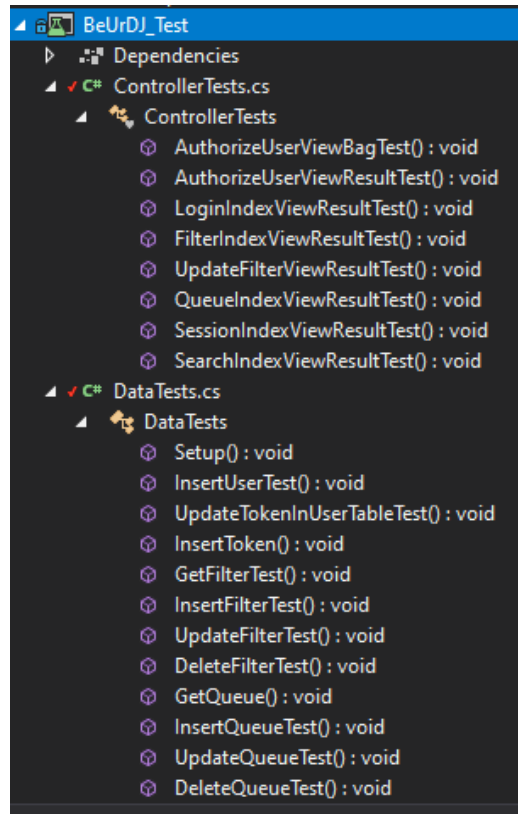 BeUrDJ_Test
Dependencies
C# ControllerTests.cs
ControllerTests
AuthorizeUserViewBagTest() : void
AuthorizeUserViewResultTest() : void
LoginIndexViewResultTest() : void
FilterIndexViewResultTest() : void
UpdateFilterViewResultTest() : void
QueueIndexViewResultTest() : void
SessionIndexViewResultTest() : void
SearchIndexViewResultTest() : void
C# DataTests.cs
DataTests
Setup() : void
InsertUserTest() : void
UpdateTokenInUserTableTest() : void
InsertToken() : void
GetFilterTest() : void
InsertFilterTest() : void
UpdateFilterTest() : void
DeleteFilterTest() : void
GetQueue() : void
InsertQueueTest() : void
UpdateQueueTest() : void
DeleteQueueTest() : void